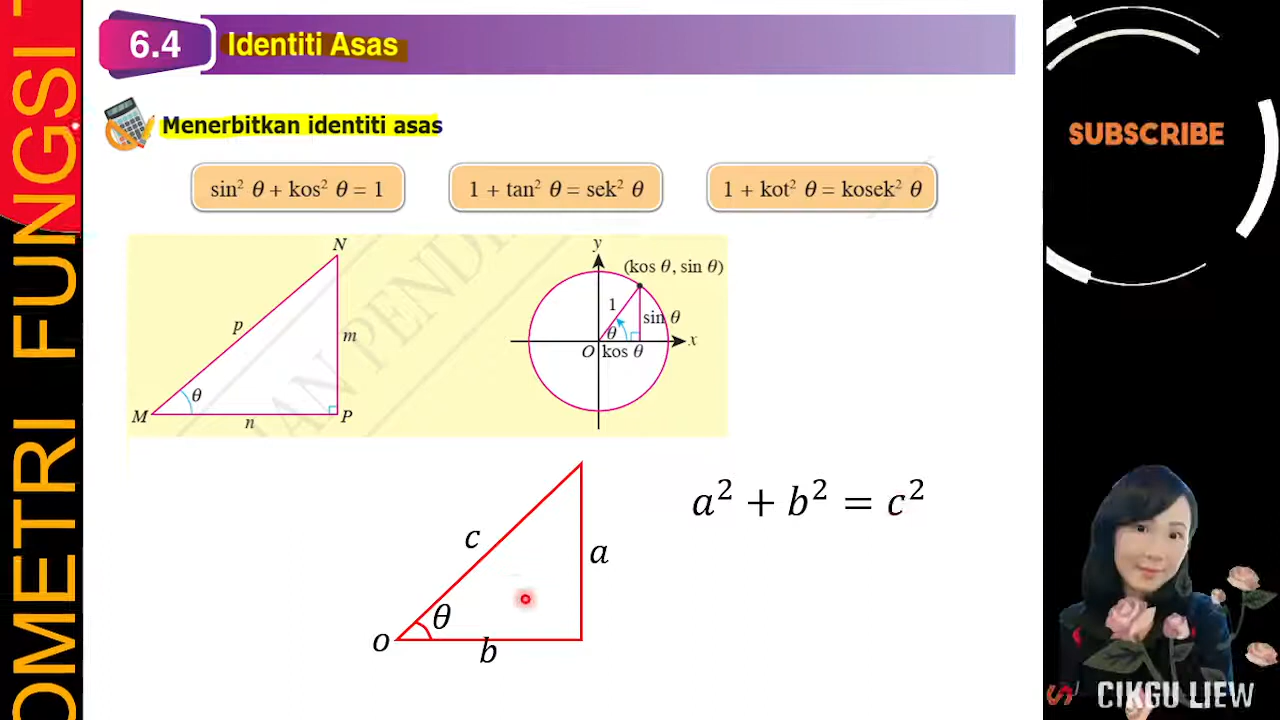 OMETRI FUNGSI T
6.4 Identiti Asas
Menerbitkan identiti asas
sin² θ + kos² θ = 1
1 + tan² θ = sek² θ
1 + kot² θ = kosek² θ
N
p
m
θ
M
n
P
y
(kos θ, sin θ)
1
sin θ
θ
x
O
kos θ
c
a
θ
o
b
a² + b² = c²
SUBSCRIBE
CIKGU LIEW